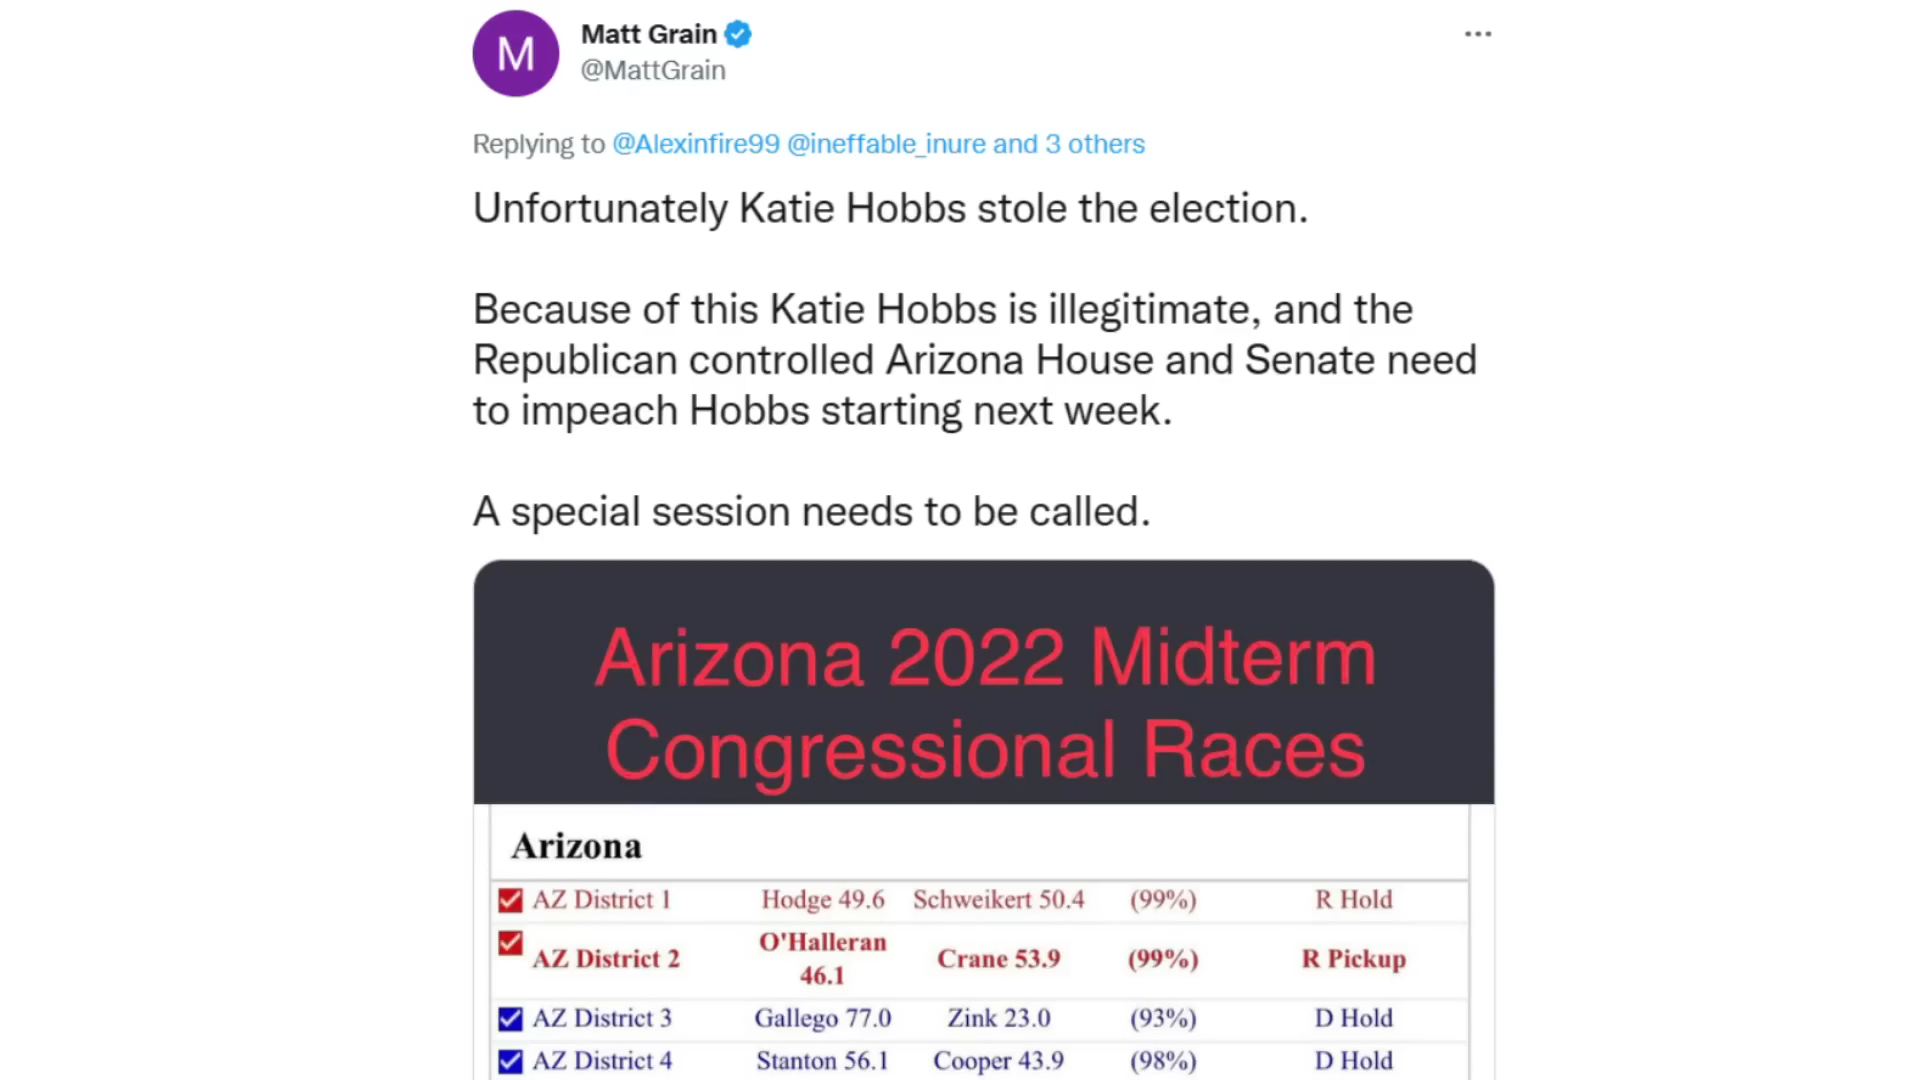 M
Matt Grain
@MattGrain
Replying to @Alexinfire99 @ineffable_inure and 3 others
Unfortunately Katie Hobbs stole the election.
Because of this Katie Hobbs is illegitimate, and the
Republican controlled Arizona House and Senate need
to impeach Hobbs starting next week.
A special session needs to be called.
Arizona 2022 Midterm
Congressional Races
Arizona
AZ District 1 Hodge 49.6 Schweikert 50.4 (99%) R Hold
AZ District 2 O'Halleran 46.1 Crane 53.9 (99%) R Pickup
AZ District 3 Gallego 77.0 Zink 23.0 (93%) D Hold
AZ District 4 Stanton 56.1 Cooper 43.9 (98%) D Hold